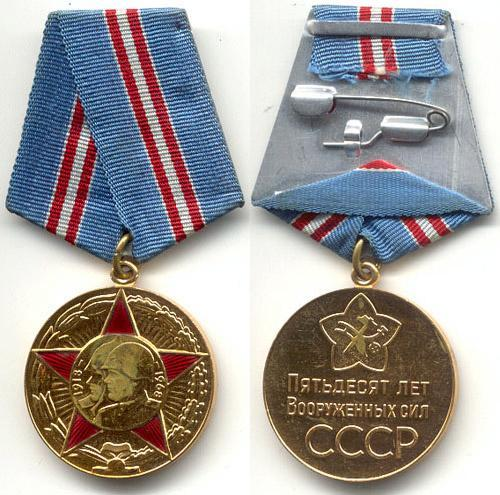 1918-
1968
ПЯТЬДЕСЯТ ЛЕТ
ВООРУЖЕННЫХ СИЛ
СССР